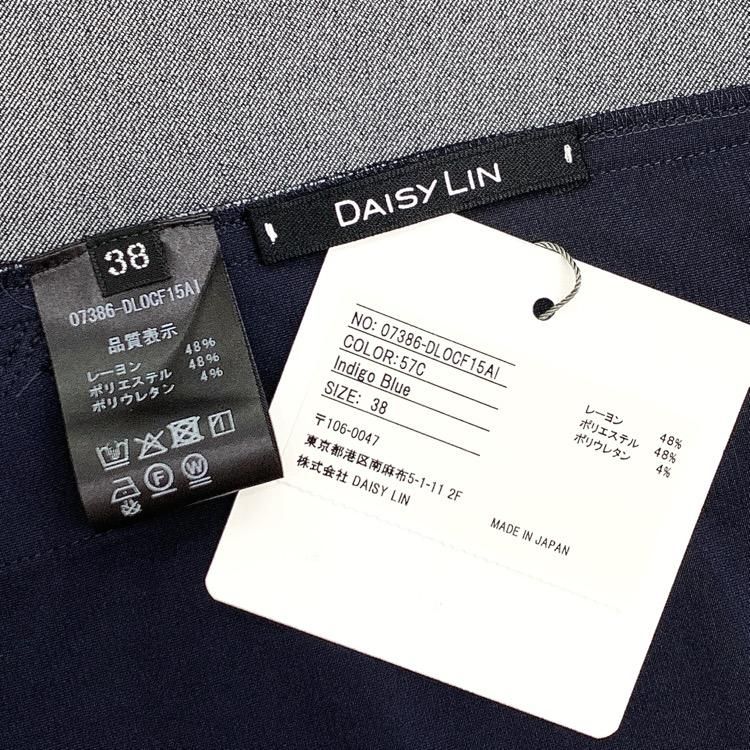 DAISY LIN
38
07386-DLOCF15AI
品質表示
レーヨン 48%
ポリエステル 48%
ポリウレタン 4%
NO: 07386-DLOCF15AI
COLOR:57C
Indigo Blue
SIZE: 38
〒106-0047
東京都港区南麻布5-1-11 2F
株式会社 DAISY LIN
レーヨン 48%
ポリエステル 48%
ポリウレタン 4%
MADE IN JAPAN